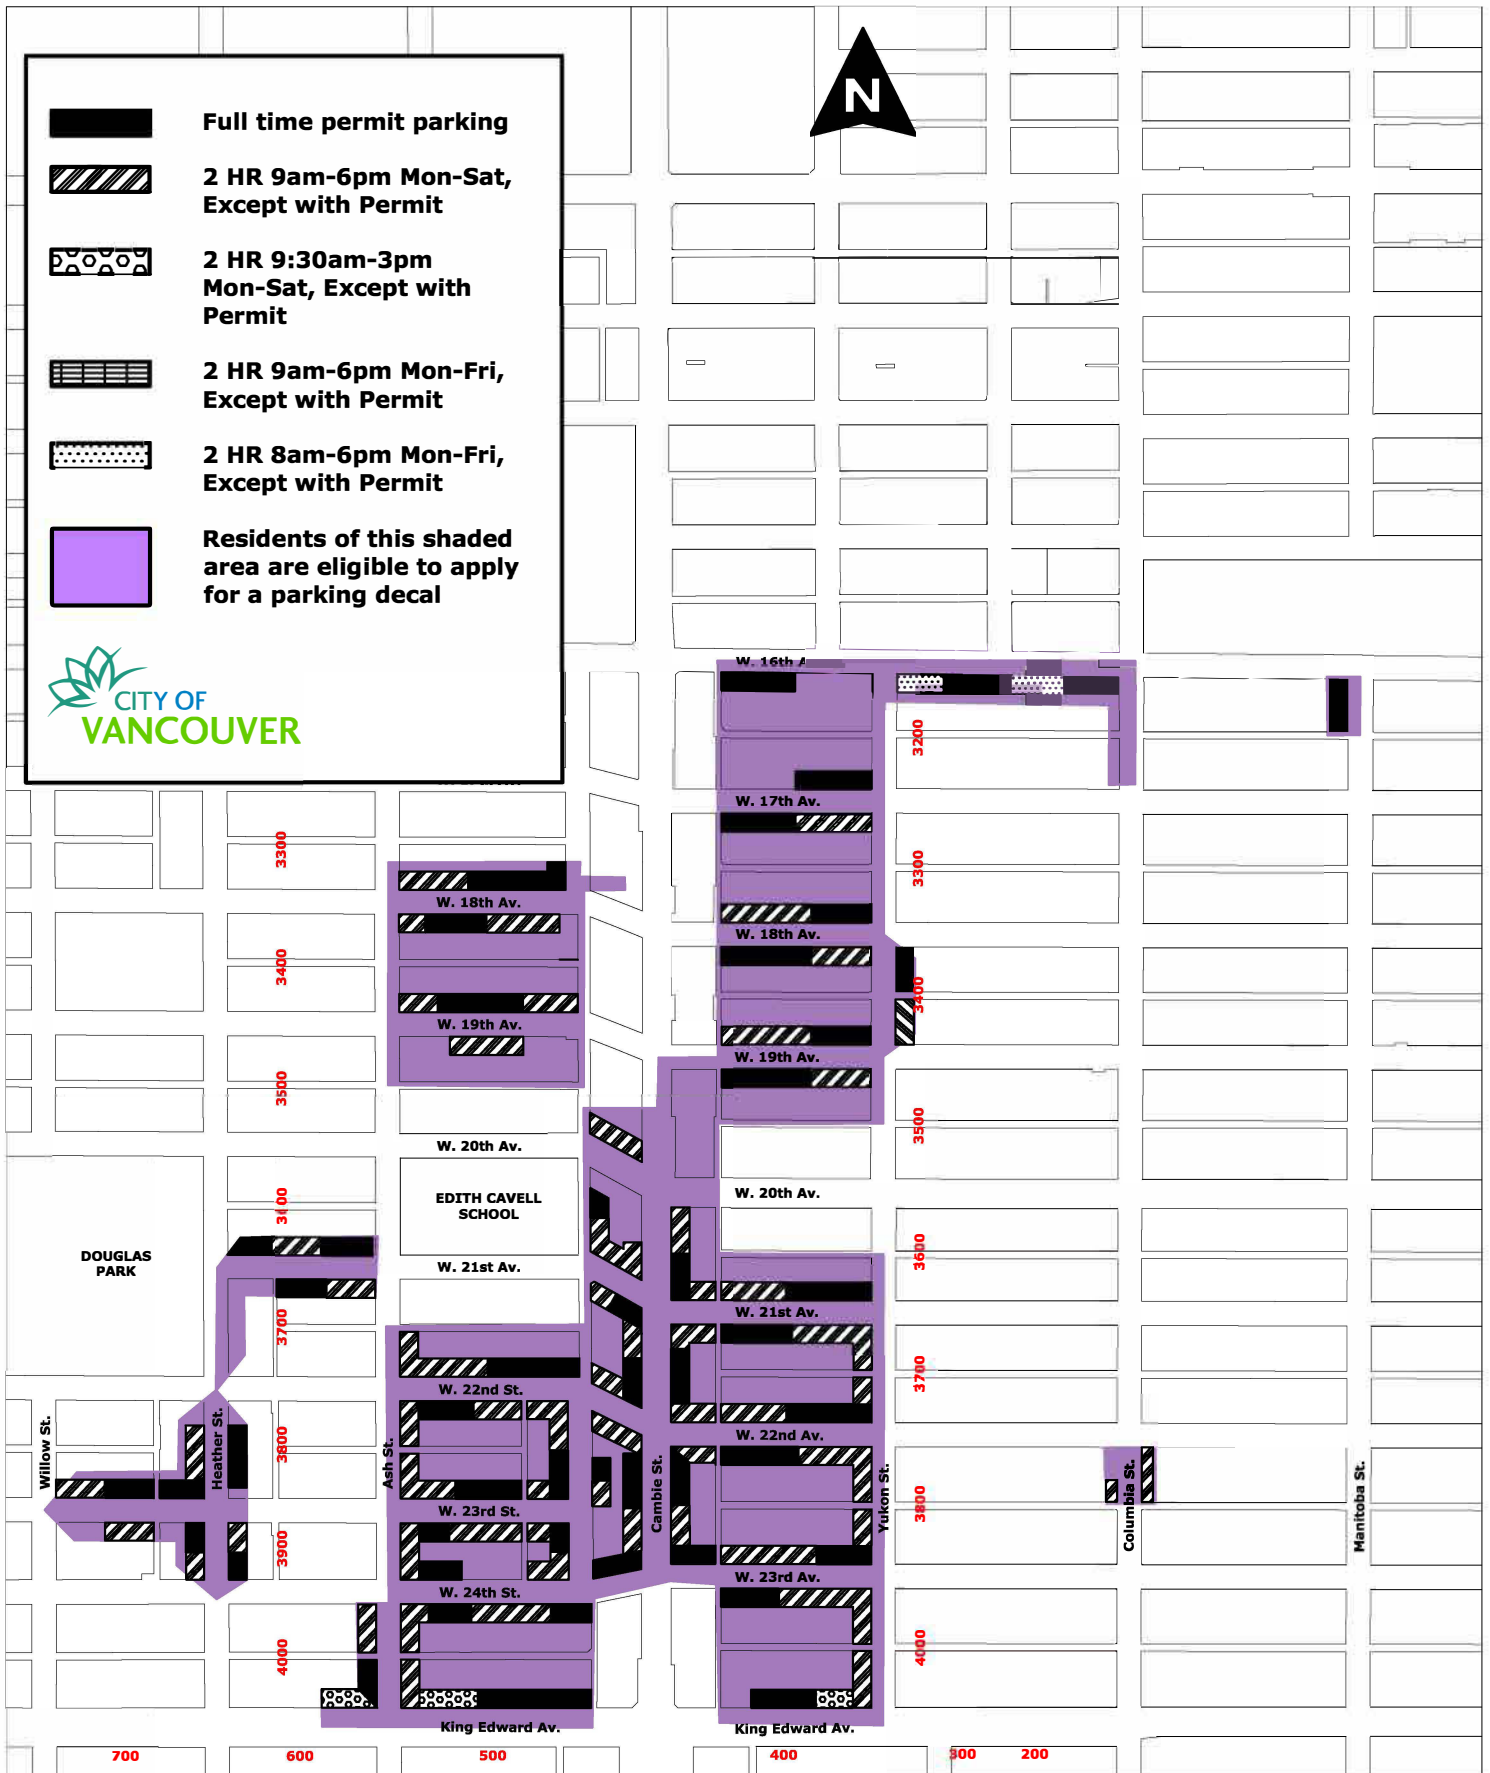 N
Full time permit parking
2 HR 9am-6pm Mon-Sat,
Except with Permit
2 HR 9:30am-3pm
Mon-Sat, Except with
Permit
2 HR 9am-6pm Mon-Fri,
Except with Permit
2 HR 8am-6pm Mon-Fri,
Except with Permit
Residents of this shaded
area are eligible to apply
for a parking decal
CITY OF
VANCOUVER
W. 16th A
3200
W. 17th Av.
3300
3300
W. 18th Av.
W. 18th Av.
3400
3400
W. 19th Av.
W. 19th Av.
3500
3500
W. 20th Av.
W. 20th Av.
EDITH CAVELL
SCHOOL
3600
3600
DOUGLAS
PARK
W. 21st Av.
W. 21st Av.
3700
3700
W. 22nd St.
W. 22nd Av.
Willow St.
Heather St.
3800
Ash St.
Cambie St.
Yukon St.
3800
Columbia St.
Manitoba St.
W. 23rd St.
3900
W. 23rd Av.
W. 24th St.
4000
4000
King Edward Av.
King Edward Av.
700
600
500
400
300
200